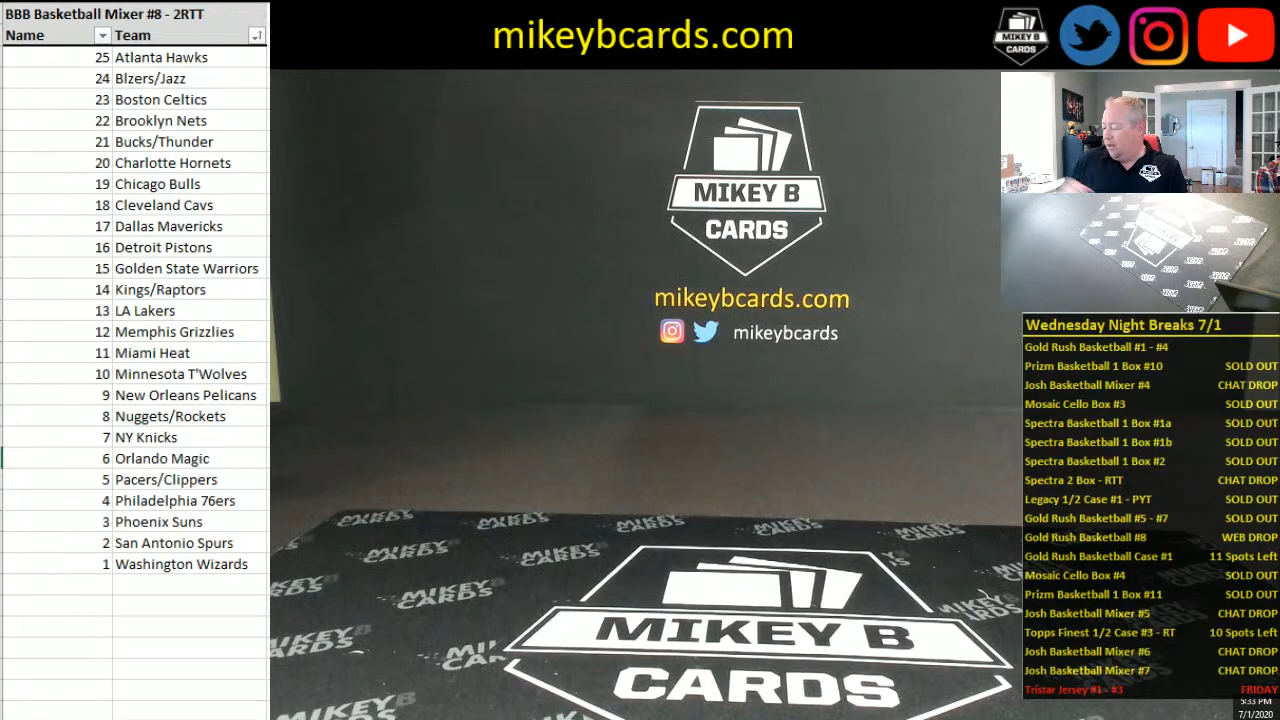 BBB Basketball Mixer #8 - 2RTT
Name Team
25 Atlanta Hawks
24 Blzers/Jazz
23 Boston Celtics
22 Brooklyn Nets
21 Bucks/Thunder
20 Charlotte Hornets
19 Chicago Bulls
18 Cleveland Cavs
17 Dallas Mavericks
16 Detroit Pistons
15 Golden State Warriors
14 Kings/Raptors
13 LA Lakers
12 Memphis Grizzlies
11 Miami Heat
10 Minnesota T'Wolves
9 New Orleans Pelicans
8 Nuggets/Rockets
7 NY Knicks
6 Orlando Magic
5 Pacers/Clippers
4 Philadelphia 76ers
3 Phoenix Suns
2 San Antonio Spurs
1 Washington Wizards
mikeybcards.com
MIKEY B
CARDS
MIKEY B
CARDS
mikeybcards.com
mikeybcards
MIKEY B
CARDS
Wednesday Night Breaks 7/1
Gold Rush Basketball #1 - #4
Prizm Basketball 1 Box #10 SOLD OUT
Josh Basketball Mixer #4 CHAT DROP
Mosaic Cello Box #3 SOLD OUT
Spectra Basketball 1 Box #1a SOLD OUT
Spectra Basketball 1 Box #1b SOLD OUT
Spectra Basketball 1 Box #2 SOLD OUT
Spectra 2 Box - RTT CHAT DROP
Legacy 1/2 Case #1 - PYT SOLD OUT
Gold Rush Basketball #5 - #7 SOLD OUT
Gold Rush Basketball #8 WEB DROP
Gold Rush Basketball Case #1 11 Spots Left
Mosaic Cello Box #4 SOLD OUT
Prizm Basketball 1 Box #11 SOLD OUT
Josh Basketball Mixer #5 CHAT DROP
Topps Finest 1/2 Case #3 - RT 10 Spots Left
Josh Basketball Mixer #6 CHAT DROP
Josh Basketball Mixer #7 CHAT DROP
Tristar Jersey #1 - #3 FRIDAY
5:33 PM
7/1/2020